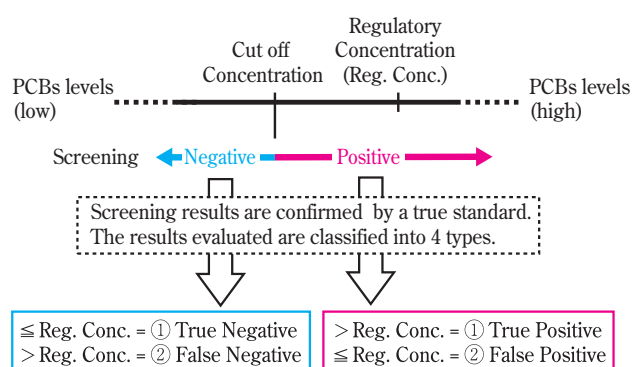 Cut off
Concentration
Regulatory
Concentration
(Reg. Conc.)
PCBs levels
(low)
PCBs levels
(high)
Screening
Negative
Positive
Screening results are confirmed by a true standard.
The results evaluated are classified into 4 types.
≦ Reg. Conc. = ① True Negative
> Reg. Conc. = ② False Negative
> Reg. Conc. = ① True Positive
≦ Reg. Conc. = ② False Positive